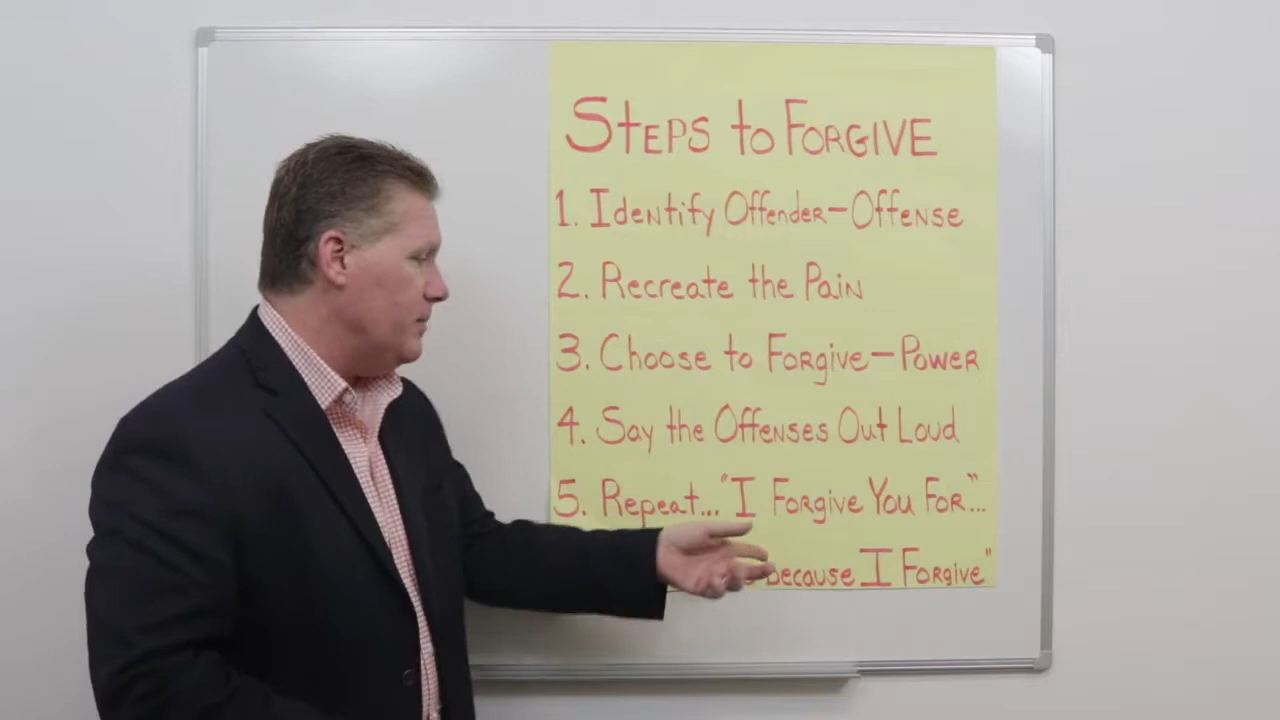 Steps to Forgive
1. Identify Offender-Offense
2. Recreate the Pain
3. Choose to Forgive-Power
4. Say the Offenses Out Loud
5. Repeat..."I Forgive You For"...
because I Forgive"